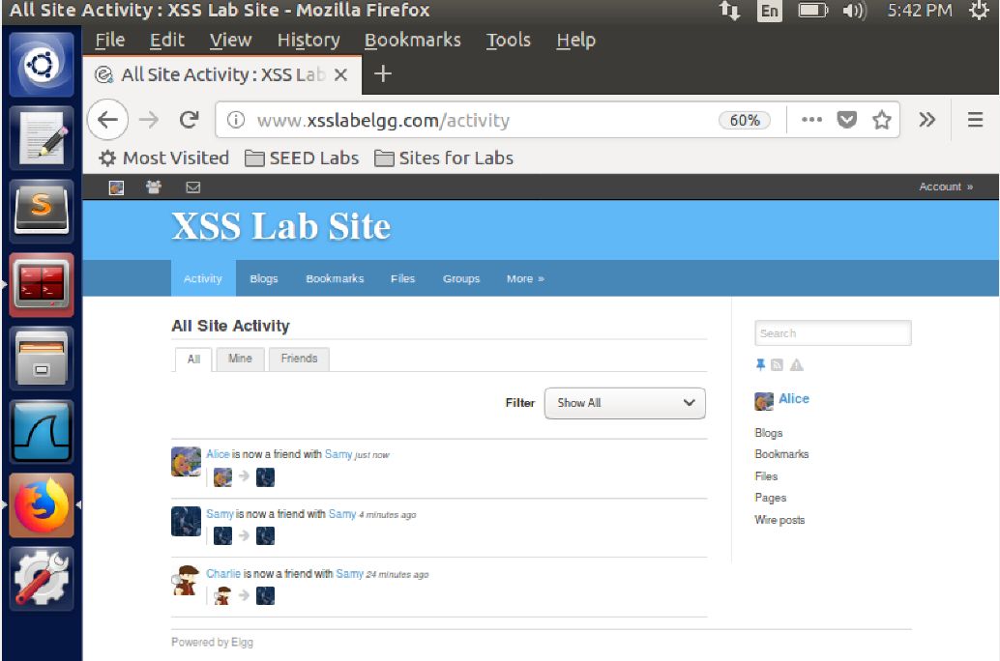 All Site Activity : XSS Lab Site - Mozilla Firefox
En
5:42 PM
File Edit View History Bookmarks Tools Help
All Site Activity : XSS Lab
www.xsslabelgg.com/activity
60%
Most Visited
SEED Labs
Sites for Labs
Account »
XSS Lab Site
Activity Blogs Bookmarks Files Groups More »
All Site Activity
All Mine Friends
Filter Show All
Alice is now a friend with Samy just now
Samy is now a friend with Samy 4 minutes ago
Charlie is now a friend with Samy 24 minutes ago
Powered by Elgg
Search
Alice
Blogs
Bookmarks
Files
Pages
Wire posts